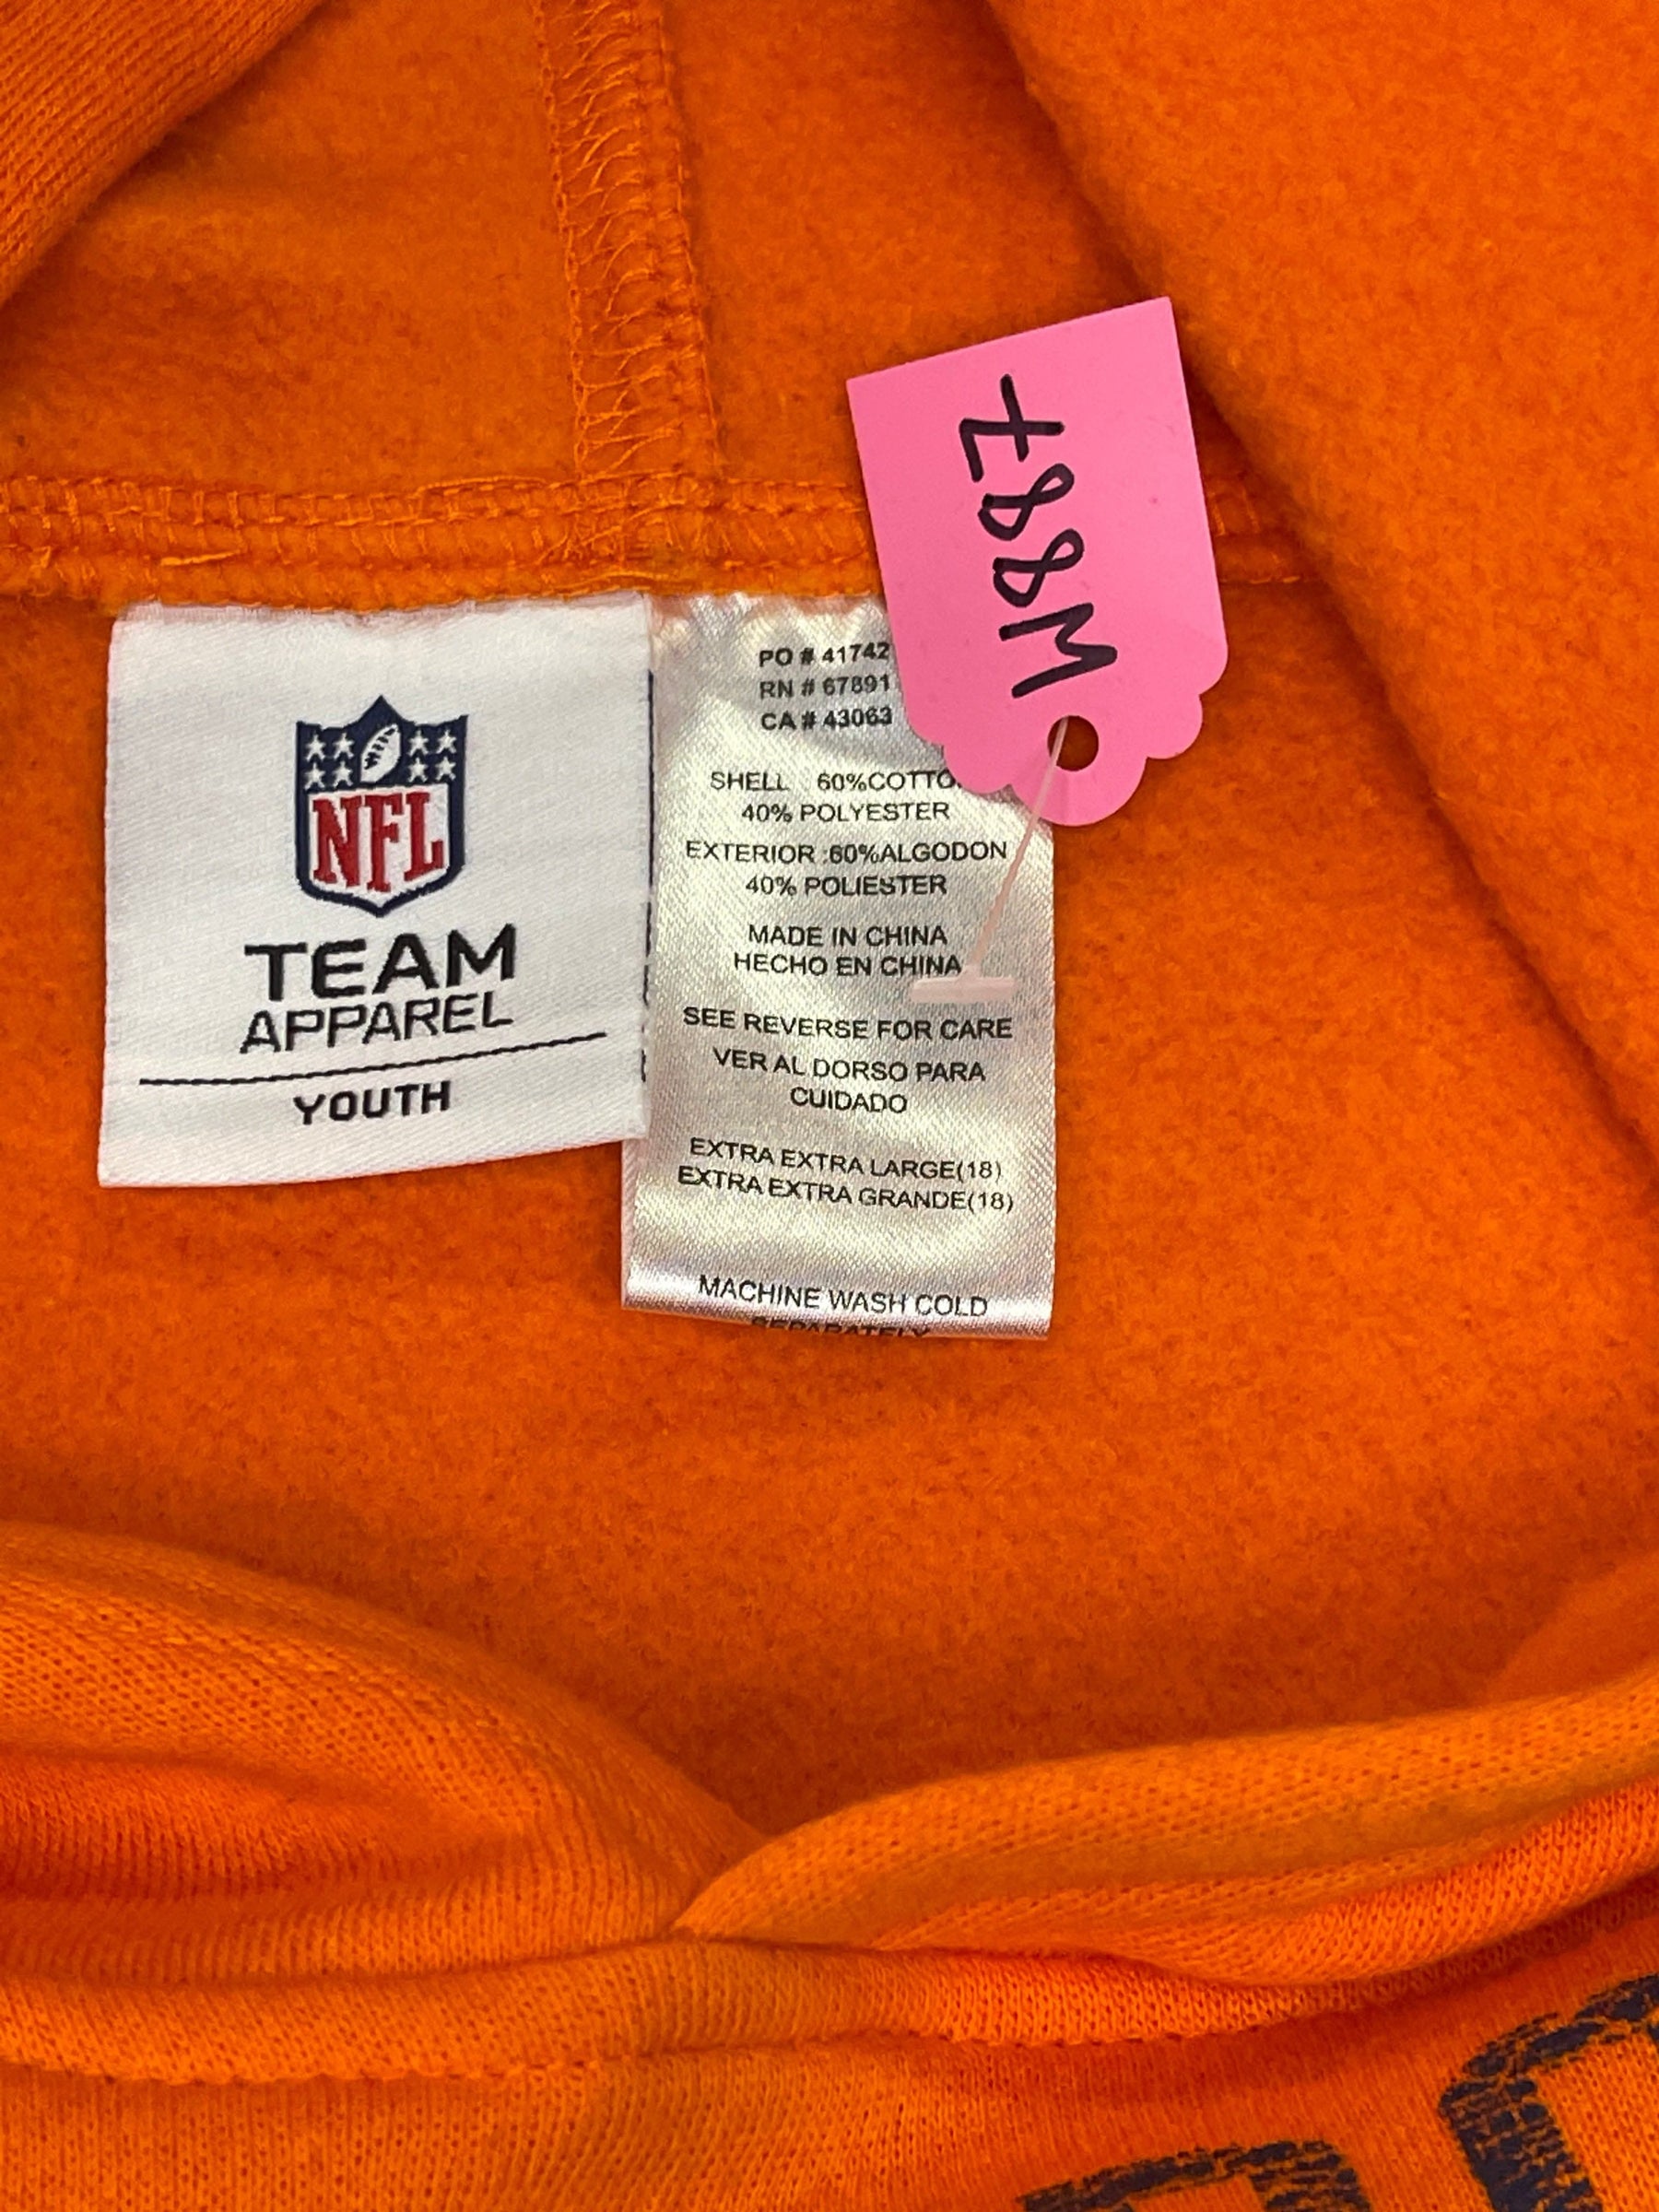 NFL
TEAM
APPAREL
YOUTH
W887
PO # 41742
RN # 67891
CA # 43063
SHELL 60%COTTO
40% POLYESTER
EXTERIOR :60%ALGODON
40% POLIESTER
MADE IN CHINA
HECHO EN CHINA
SEE REVERSE FOR CARE
VER AL DORSO PARA
CUIDADO
EXTRA EXTRA LARGE(18)
EXTRA EXTRA GRANDE(18)
MACHINE WASH COLD
SEPARATELY